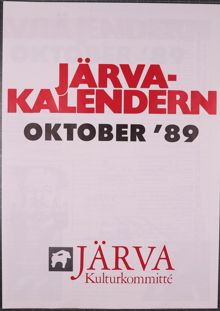 JÄRVA-
KALENDERN
OKTOBER '89
JÄRVA
Kulturkommitté